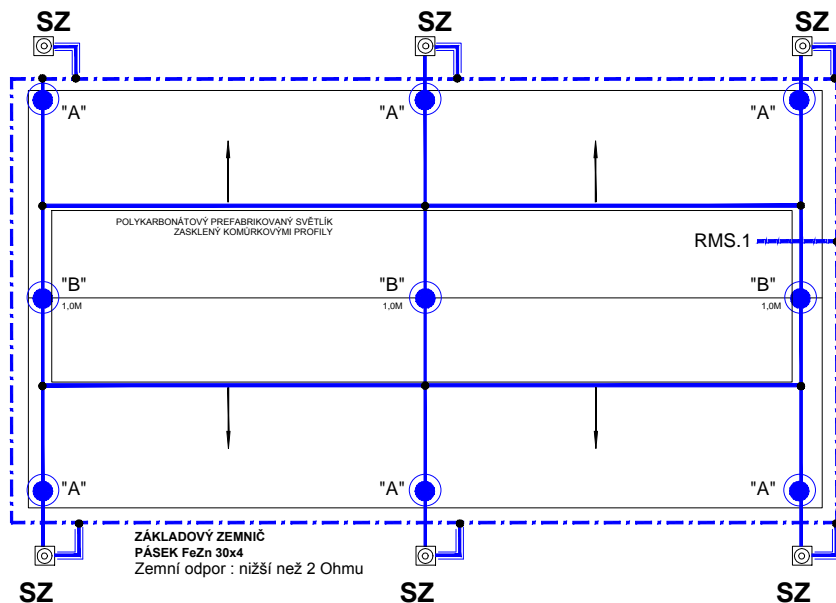 SZ
SZ
SZ
"A"
"A"
"A"
POLYKARBONÁTOVÝ PREFABRIKOVANÝ SVĚTLÍK
ZASKLENÝ KOMŮRKOVÝMI PROFILY
RMS.1
"B"
"B"
"B"
1,0M
1,0M
1,0M
"A"
"A"
"A"
ZÁKLADOVÝ ZEMNIČ
PÁSEK FeZn 30x4
Zemní odpor : nižší než 2 Ohmu
SZ
SZ
SZ